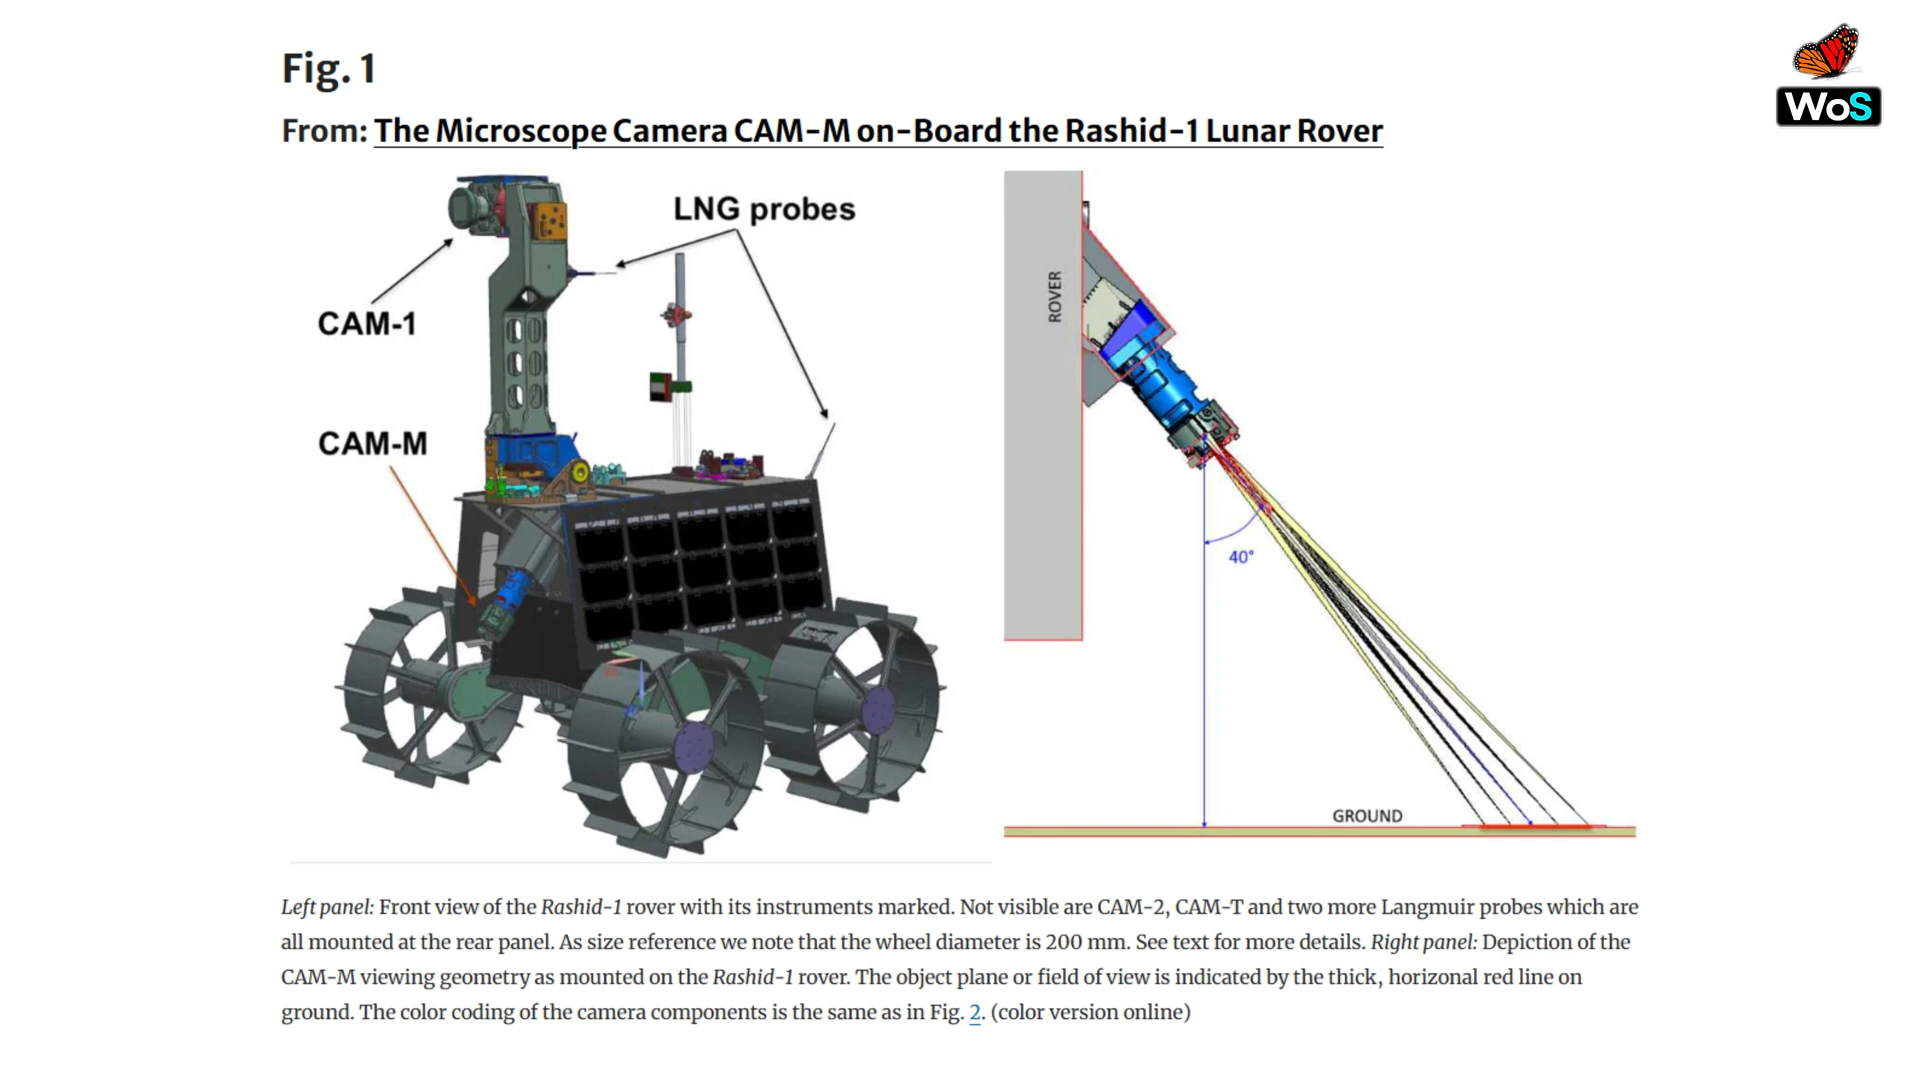 Fig. 1
WoS
From: The Microscope Camera CAM-M on-Board the Rashid-1 Lunar Rover
LNG probes
CAM-1
CAM-M
ROVER
40°
GROUND
Left panel: Front view of the Rashid-1 rover with its instruments marked. Not visible are CAM-2, CAM-T and two more Langmuir probes which are
all mounted at the rear panel. As size reference we note that the wheel diameter is 200 mm. See text for more details. Right panel: Depiction of the
CAM-M viewing geometry as mounted on the Rashid-1 rover. The object plane or field of view is indicated by the thick, horizonal red line on
ground. The color coding of the camera components is the same as in Fig. 2. (color version online)